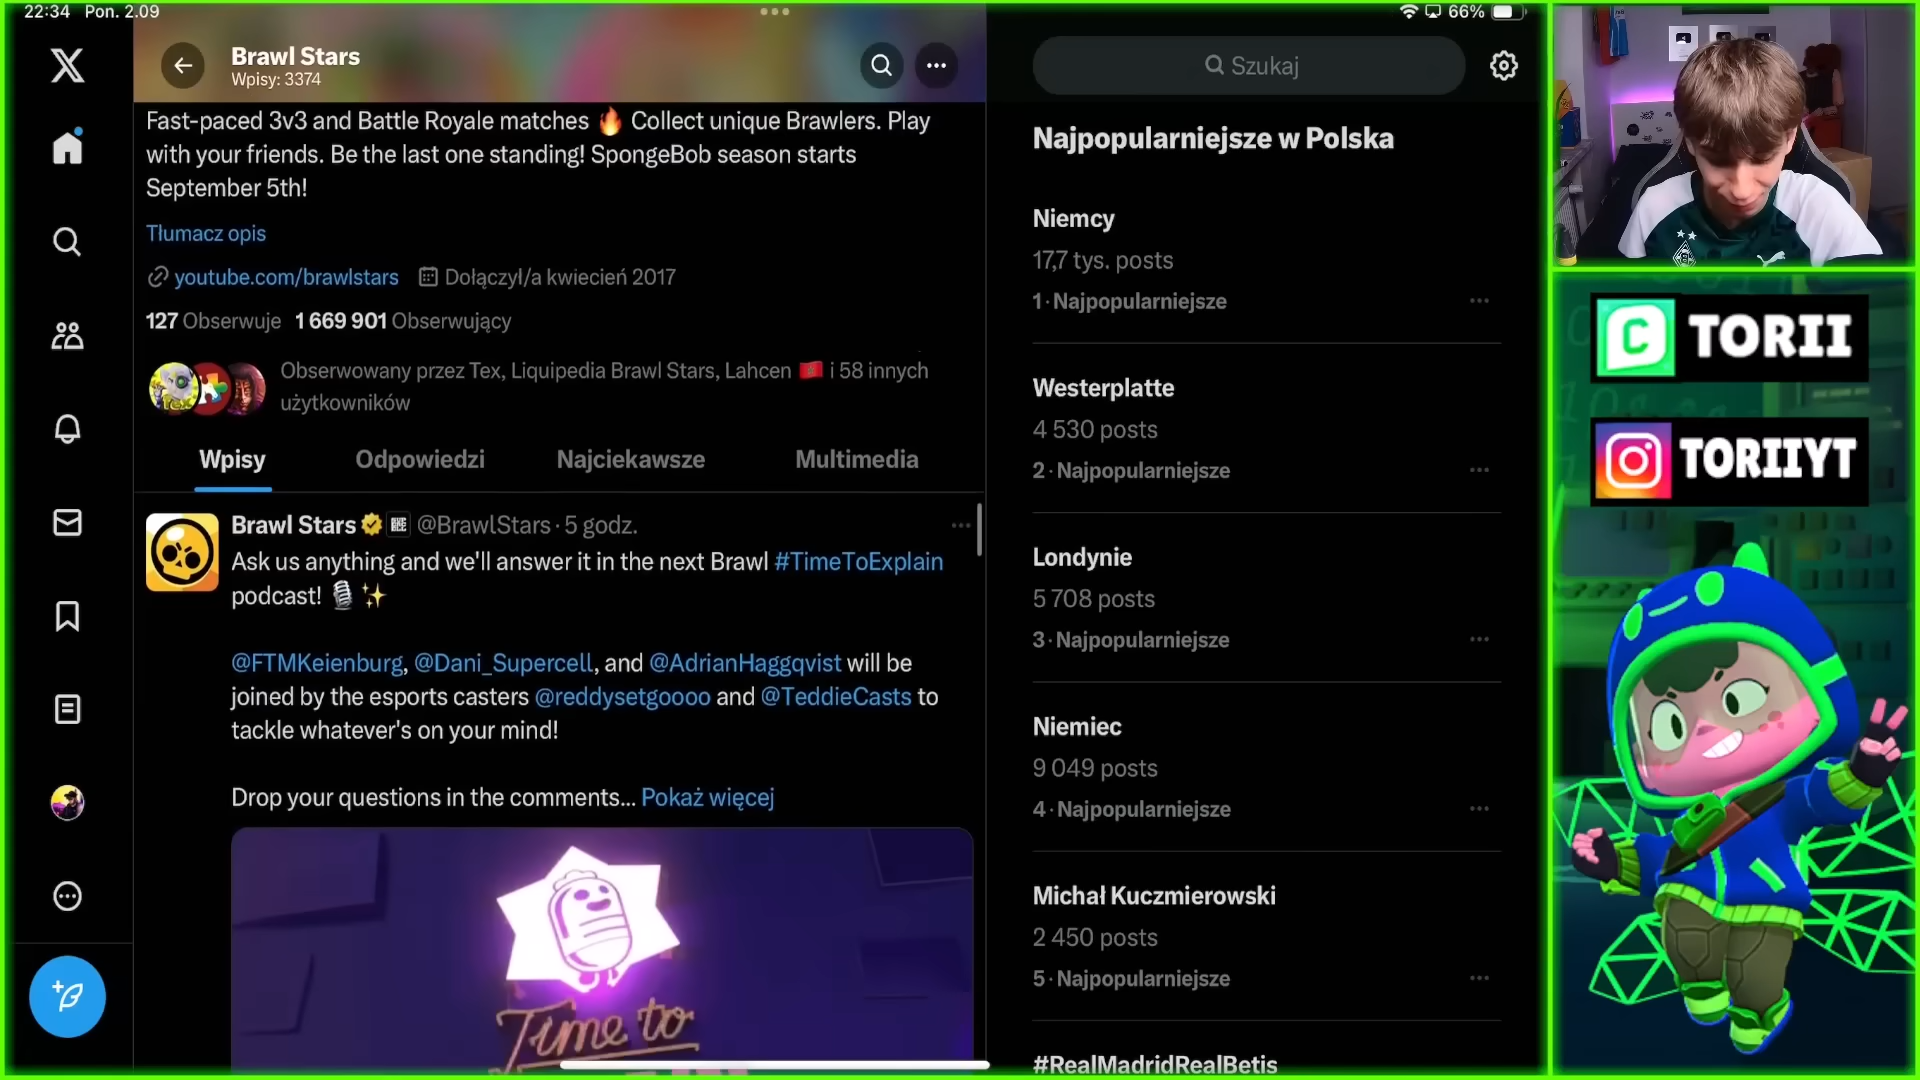 22:34 Pon. 2.09
66%
Brawl Stars
Wpisy: 3374
Szukaj
Fast-paced 3v3 and Battle Royale matches 🔥 Collect unique Brawlers. Play
with your friends. Be the last one standing! SpongeBob season starts
September 5th!
Tłumacz opis
youtube.com/brawlstars Dołączył/a kwiecień 2017
127 Obserwuje 1 669 901 Obserwujący
Obserwowany przez Tex, Liquipedia Brawl Stars, Lahcen 🇲🇦 i 58 innych
użytkowników
Wpisy Odpowiedzi Najciekawsze Multimedia
Brawl Stars @BrawlStars · 5 godz.
Ask us anything and we'll answer it in the next Brawl #TimeToExplain
podcast! 🎙️✨
@FTMKeienburg, @Dani_Supercell, and @AdrianHaggqvist will be
joined by the esports casters @reddysetgoooo and @TeddieCasts to
tackle whatever's on your mind!
Drop your questions in the comments... Pokaż więcej
Time to
Najpopularniejsze w Polska
Niemcy
17,7 tys. posts
1 · Najpopularniejsze
Westerplatte
4 530 posts
2 · Najpopularniejsze
Londynie
5 708 posts
3 · Najpopularniejsze
Niemiec
9 049 posts
4 · Najpopularniejsze
Michał Kuczmierowski
2 450 posts
5 · Najpopularniejsze
#RealMadridRealBetis
C TORII
TORIIYT